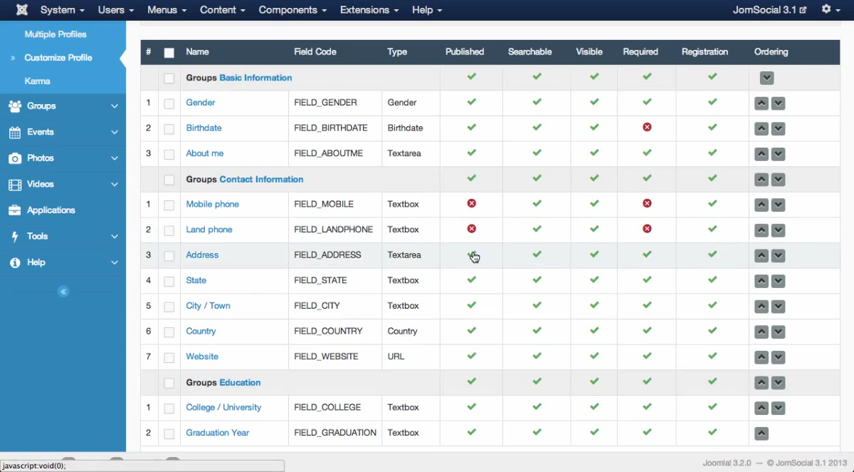 System Users Menus Content Components Extensions Help JomSocial 3.1
Multiple Profiles
Customize Profile
Karma
Groups
Events
Photos
Videos
Applications
Tools
Help
# Name Field Code Type Published Searchable Visible Required Registration Ordering
Groups Basic Information
1 Gender FIELD_GENDER Gender
2 Birthdate FIELD_BIRTHDATE Birthdate
3 About me FIELD_ABOUTME Textarea
Groups Contact Information
1 Mobile phone FIELD_MOBILE Textbox
2 Land phone FIELD_LANDPHONE Textbox
3 Address FIELD_ADDRESS Textarea
4 State FIELD_STATE Textbox
5 City / Town FIELD_CITY Textbox
6 Country FIELD_COUNTRY Country
7 Website FIELD_WEBSITE URL
Groups Education
1 College / University FIELD_COLLEGE Textbox
2 Graduation Year FIELD_GRADUATION Textbox
javascript:void(0);
Joomla! 3.2.0 — © JomSocial 3.1 2013